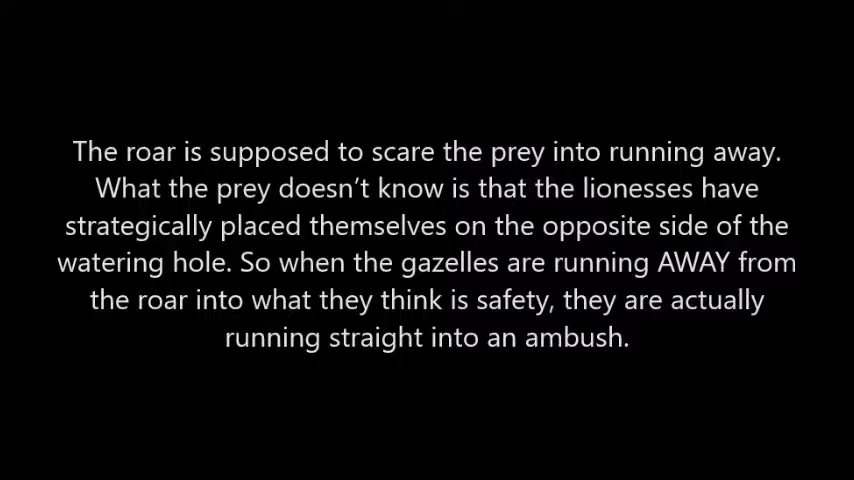 The roar is supposed to scare the prey into running away.
What the prey doesn’t know is that the lionesses have
strategically placed themselves on the opposite side of the
watering hole. So when the gazelles are running AWAY from
the roar into what they think is safety, they are actually
running straight into an ambush.